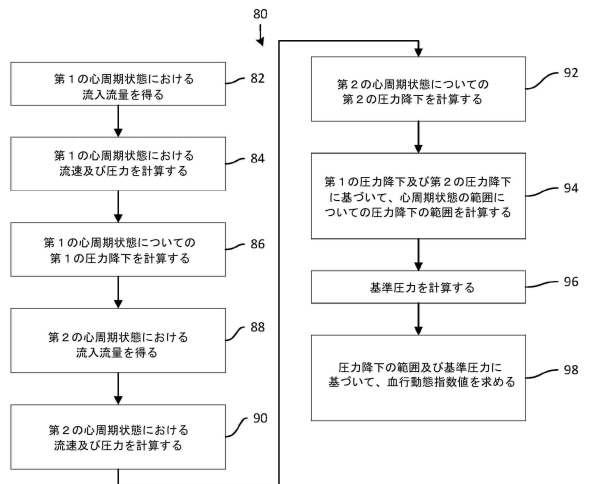 80
第１の心周期状態における
流入流量を得る
82
第１の心周期状態における
流速及び圧力を計算する
84
第１の心周期状態についての
第１の圧力降下を計算する
86
第２の心周期状態における
流入流量を得る
88
第２の心周期状態における
流速及び圧力を計算する
90
第２の心周期状態についての
第２の圧力降下を計算する
92
第１の圧力降下及び第２の圧力降下
に基づいて、心周期状態の範囲に
ついての圧力降下の範囲を計算する
94
基準圧力を計算する
96
圧力降下の範囲及び基準圧力に
基づいて、血行動態指数値を求める
98